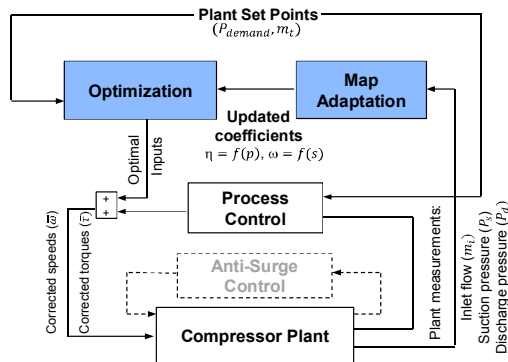 Plant Set Points
(P_demand, m_t)
Optimization
Map
Adaptation
Updated
coefficients
η = f(p), ω = f(s)
Optimal
Inputs
+
+
Process
Control
Anti-Surge
Control
Compressor Plant
Corrected speeds (ω̅)
Corrected torques (τ̅)
Plant measurements:
Inlet flow (m_i)
Suction pressure (P_s)
Discharge pressure (P_d)